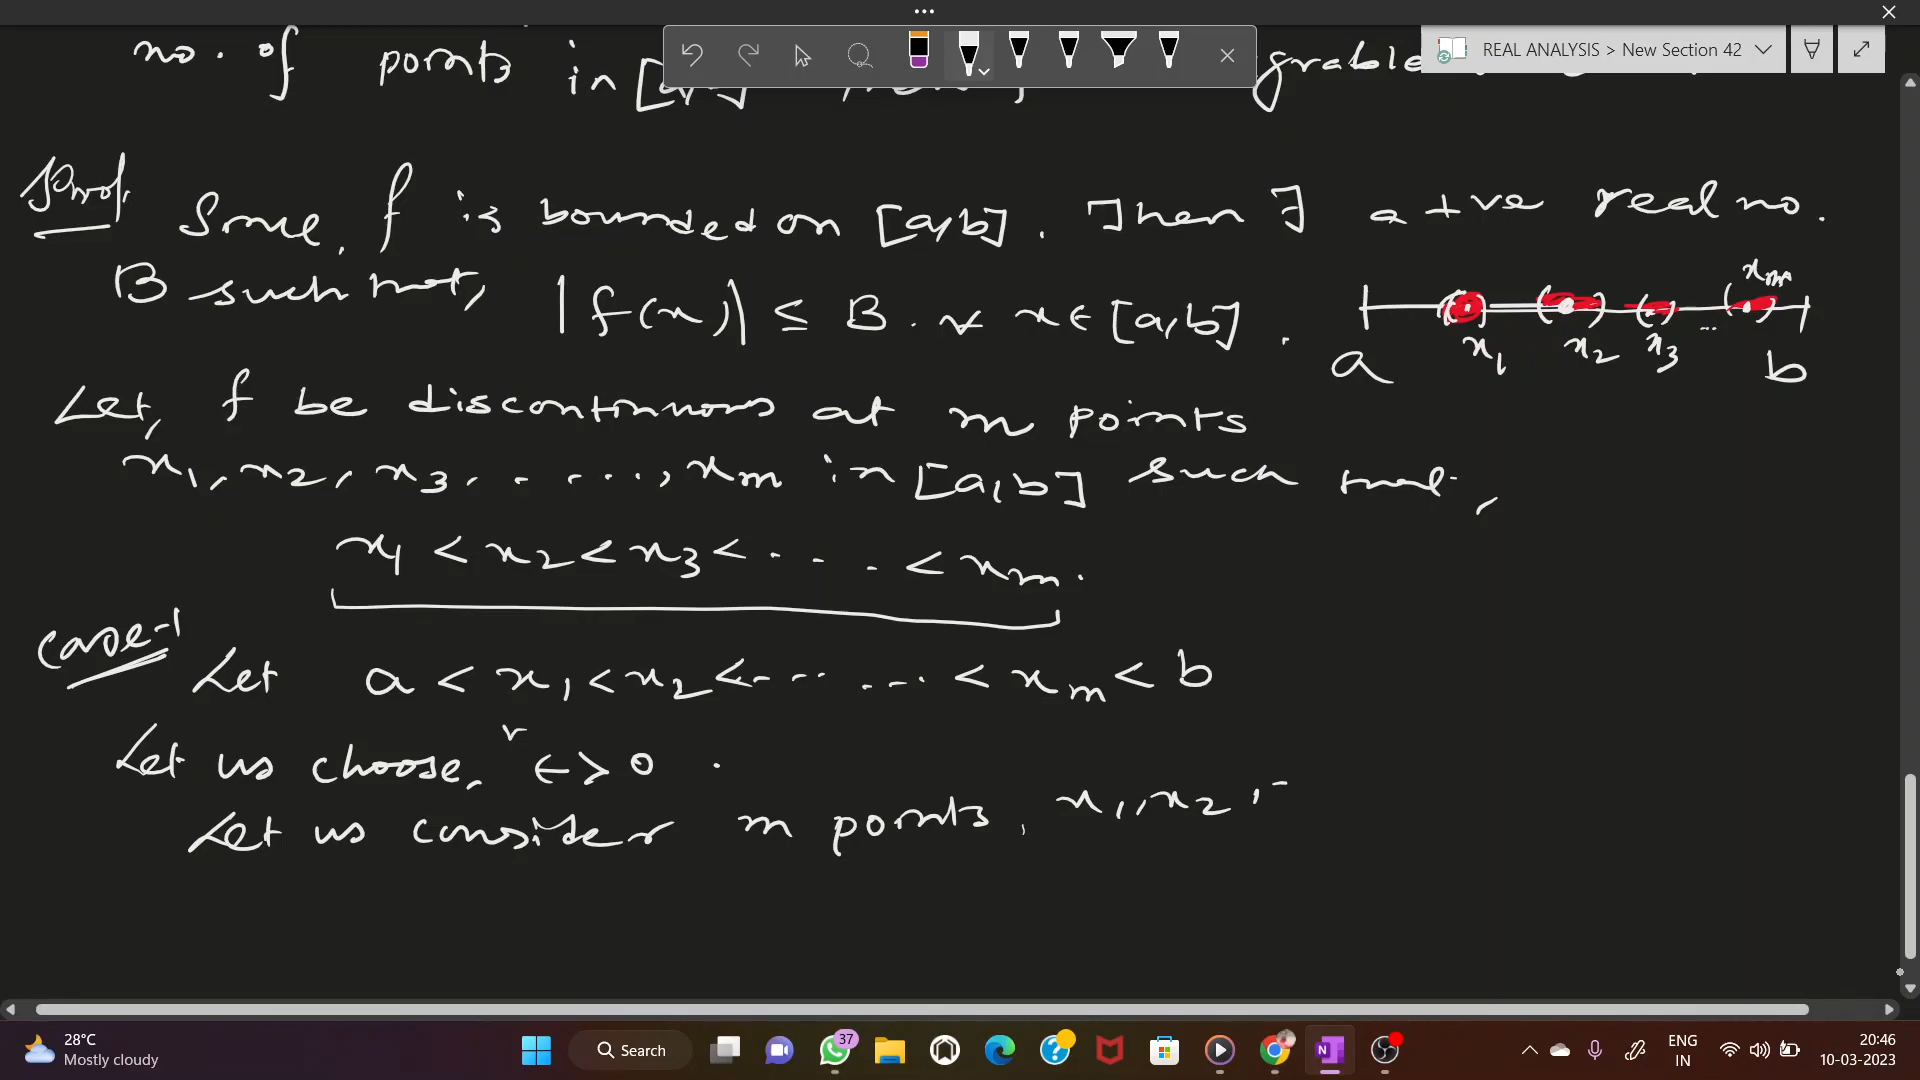 REAL ANALYSIS > New Section 42
no. of points in [a,b]
Proof. Since, f is bounded on [a,b]. Then ∃ a +ve real no.
B such that, |f(x)| ≤ B. ∀ x ∈ [a,b].
a x₁ x₂ x₃ ... xₘ b
Let, f be discontinuous at m points
x₁, x₂, x₃, . . . . ., xₘ in [a,b] such that,
x₁ < x₂ < x₃ < . . . < xₘ.
Case-1
Let a < x₁ < x₂ < ... ... < xₘ < b
Let us choose, ∈ > 0 .
Let us consider m points, x₁, x₂, -
28°C
Mostly cloudy
Search
37
ENG
IN
20:46
10-03-2023